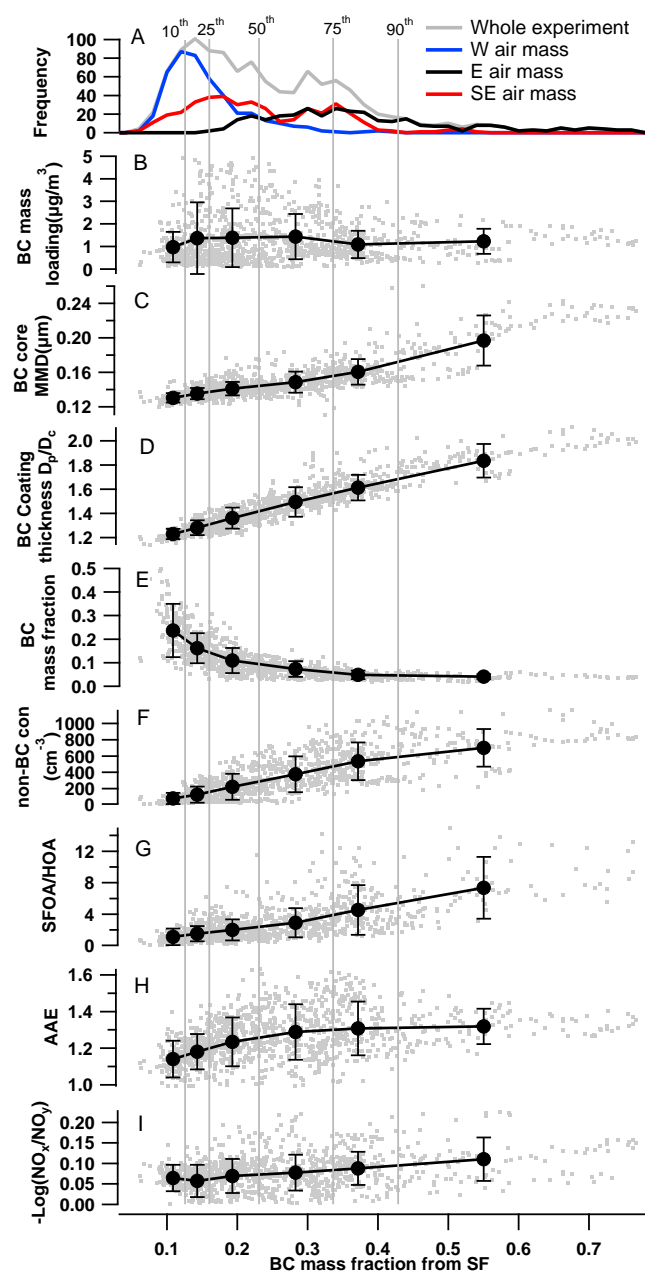 10th 25th 50th 75th 90th
Whole experiment
W air mass
E air mass
SE air mass
A
Frequency
100
80
60
40
20
0
B
BC mass
loading(μg/m3)
5
4
3
2
1
0
C
BC core
MMD(μm)
0.24
0.20
0.16
0.12
D
BC Coating
thickness Dp/Dc
2.0
1.8
1.6
1.4
1.2
E
BC
mass fraction
0.5
0.4
0.3
0.2
0.1
0.0
F
non-BC con
(cm-3)
1000
800
600
400
200
0
G
SFOA/HOA
12
8
4
0
H
AAE
1.6
1.4
1.2
1.0
I
-Log(NOx/NOy)
0.20
0.15
0.10
0.05
0.00
0.1 0.2 0.3 0.4 0.5 0.6 0.7
BC mass fraction from SF